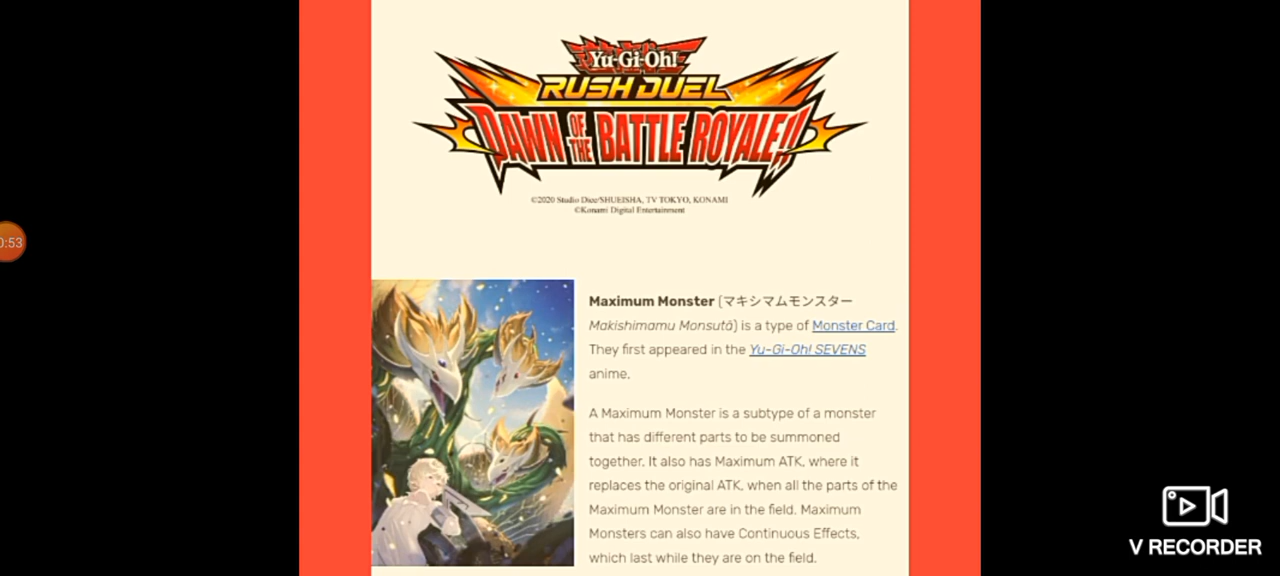 Yu-Gi-Oh!
RUSH DUEL
DAWN OF THE BATTLE ROYALE!!
©2020 Studio Dice/SHUEISHA, TV TOKYO, KONAMI
©Konami Digital Entertainment
0:53
Maximum Monster (マキシマムモンスター
Makishimamu Monsutā) is a type of Monster Card.
They first appeared in the Yu-Gi-Oh! SEVENS
anime.
A Maximum Monster is a subtype of a monster
that has different parts to be summoned
together. It also has Maximum ATK, where it
replaces the original ATK, when all the parts of the
Maximum Monster are in the field. Maximum
Monsters can also have Continuous Effects,
which last while they are on the field.
V RECORDER